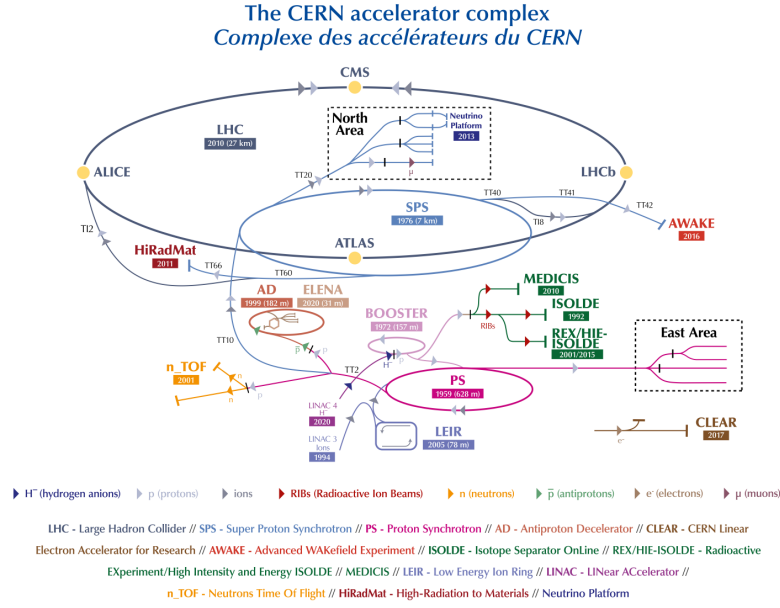 The CERN accelerator complex
Complexe des accélérateurs du CERN
CMS
North
Area
Neutrino
Platform
2013
LHC
2010 (27 km)
TT20
μ
ALICE
LHCb
TT40
TT41
TT42
SPS
1976 (7 km)
TI8
TI2
AWAKE
2016
ATLAS
HiRadMat
2011
TT66
TT60
MEDICIS
2010
AD
1999 (182 m)
ELENA
2020 (31 m)
ISOLDE
1992
BOOSTER
1972 (157 m)
RIBs
REX/HIE-
ISOLDE
2001/2015
East Area
TT10
p̅
p
H⁻
p
TT2
n_TOF
2001
n
n
p
PS
1959 (628 m)
LINAC 4
H⁻
2020
LINAC 3
Ions
1994
LEIR
2005 (78 m)
CLEAR
2017
e⁻
H⁻ (hydrogen anions)
p (protons)
ions
RIBs (Radioactive Ion Beams)
n (neutrons)
p̅ (antiprotons)
e⁻ (electrons)
μ (muons)
LHC - Large Hadron Collider // SPS - Super Proton Synchrotron // PS - Proton Synchrotron // AD - Antiproton Decelerator // CLEAR - CERN Linear
Electron Accelerator for Research // AWAKE - Advanced WAKefield Experiment // ISOLDE - Isotope Separator OnLine // REX/HIE-ISOLDE - Radioactive
EXperiment/High Intensity and Energy ISOLDE // MEDICIS // LEIR - Low Energy Ion Ring // LINAC - LINear ACcelerator //
n_TOF - Neutrons Time Of Flight // HiRadMat - High-Radiation to Materials // Neutrino Platform